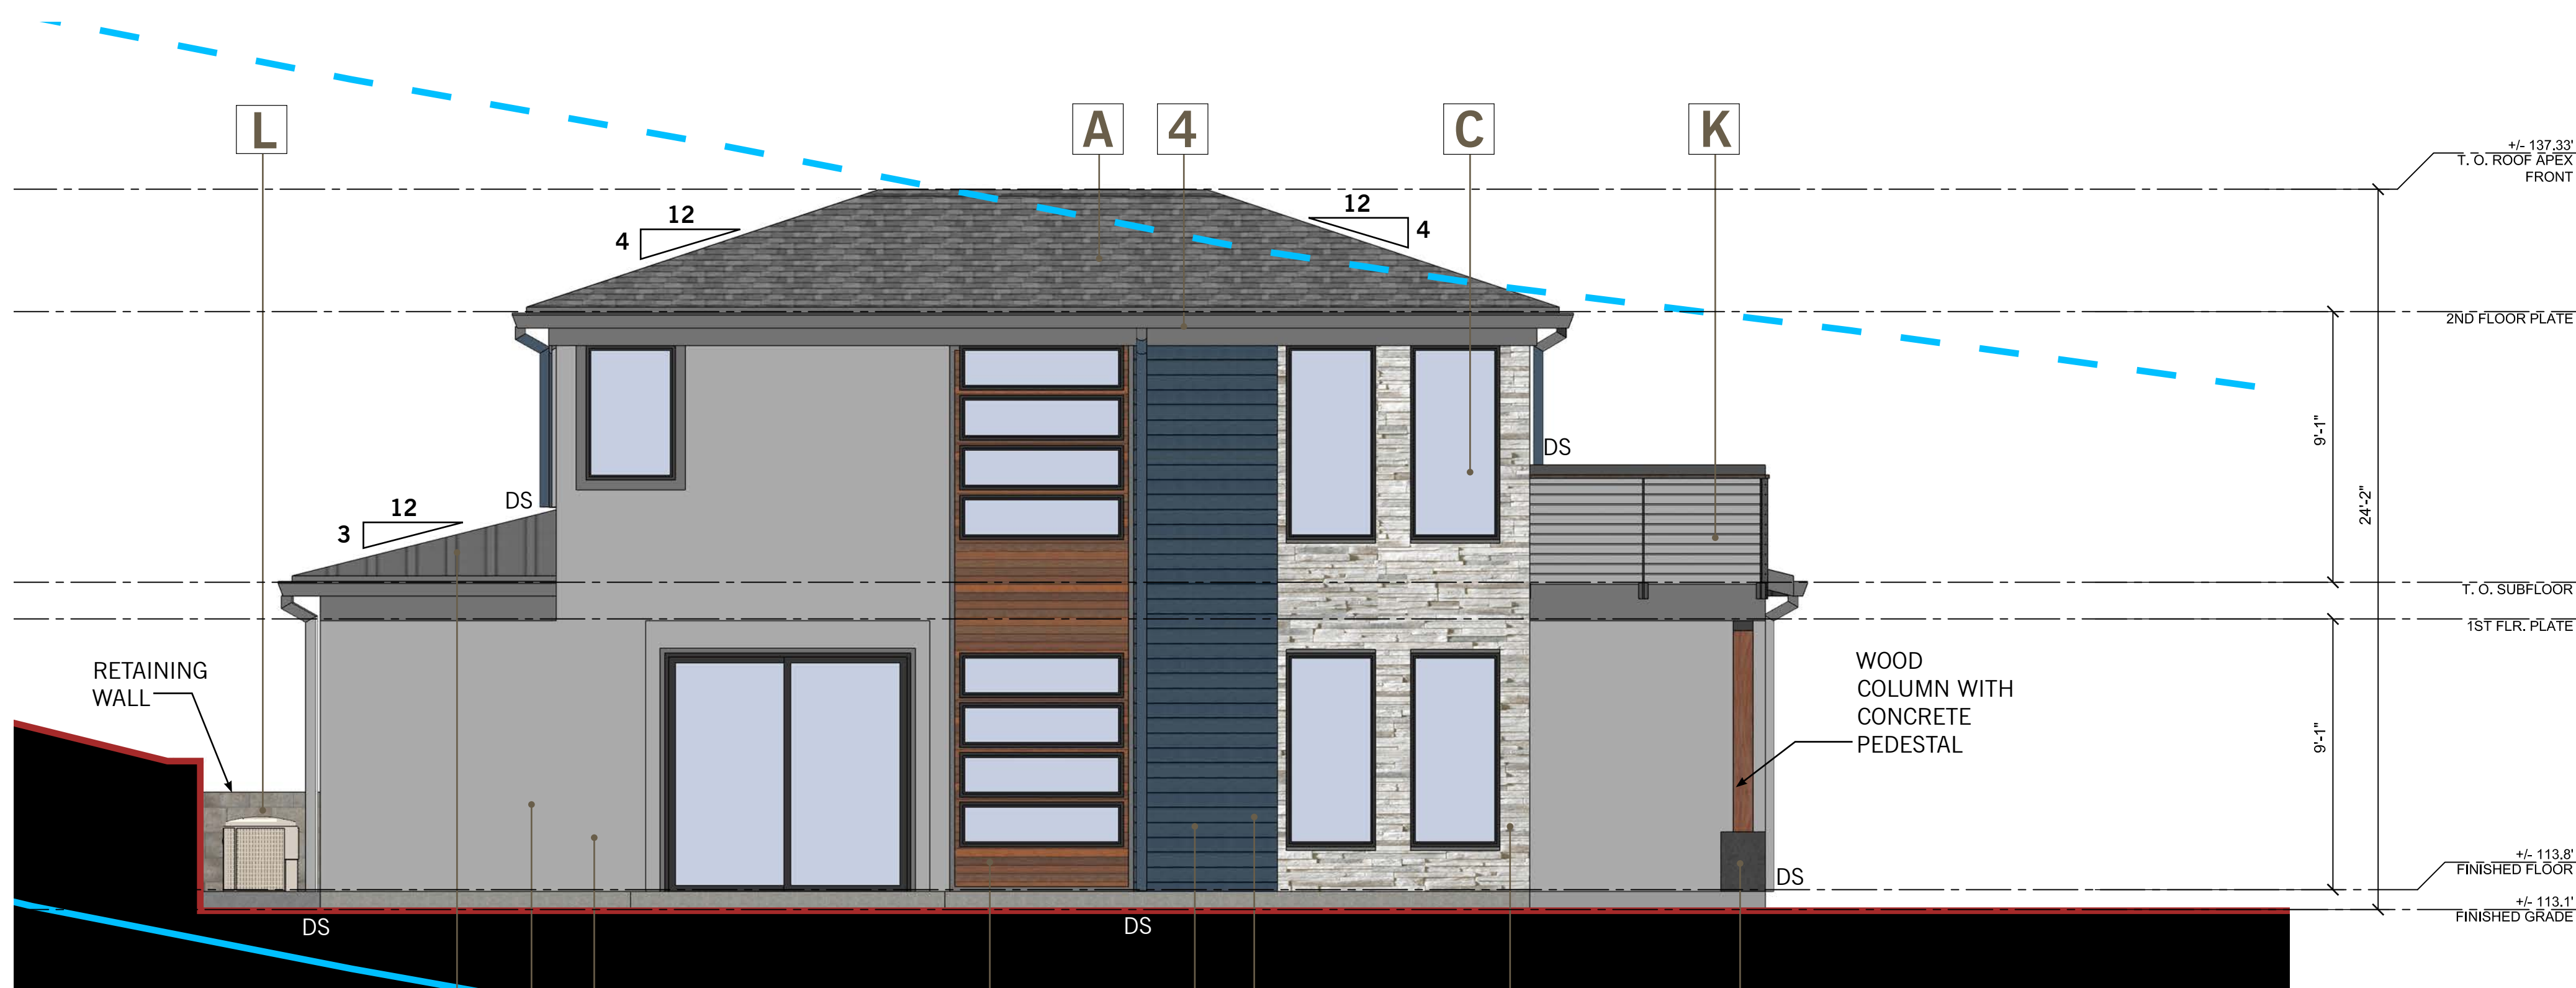 L
A
4
C
K
+/- 137.33'
T. O. ROOF APEX
FRONT
12
4
12
4
2ND FLOOR PLATE
9'-1"
DS
24'-2"
DS
12
3
T. O. SUBFLOOR
1ST FLR. PLATE
RETAINING
WALL
WOOD
COLUMN WITH
CONCRETE
PEDESTAL
9'-1"
+/- 113.8'
FINISHED FLOOR
DS
+/- 113.1'
FINISHED GRADE
DS
DS